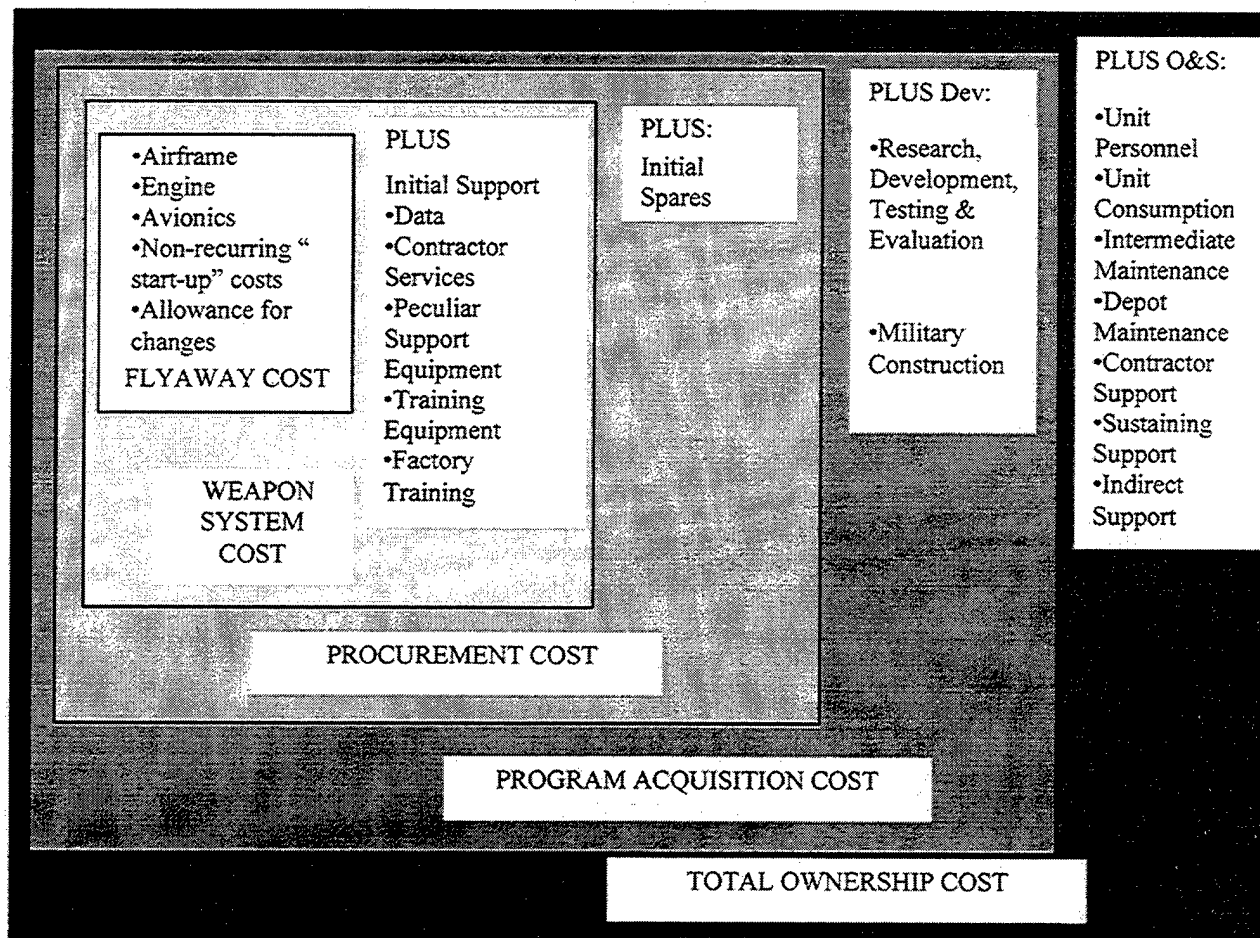 •Airframe
•Engine
•Avionics
•Non-recurring “
start-up” costs
•Allowance for
changes
FLYAWAY COST
WEAPON
SYSTEM
COST
PLUS
Initial Support
•Data
•Contractor
Services
•Peculiar
Support
Equipment
•Training
Equipment
•Factory
Training
PLUS:
Initial
Spares
PROCUREMENT COST
PLUS Dev:
•Research,
Development,
Testing &
Evaluation
•Military
Construction
PROGRAM ACQUISITION COST
PLUS O&S:
•Unit
Personnel
•Unit
Consumption
•Intermediate
Maintenance
•Depot
Maintenance
•Contractor
Support
•Sustaining
Support
•Indirect
Support
TOTAL OWNERSHIP COST